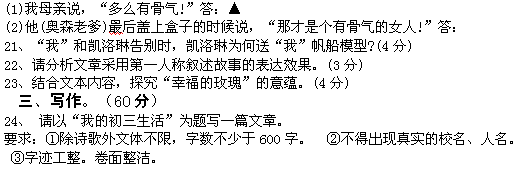 (1)我母亲说，“多么有骨气！”答：▲
(2)他(奥森老爹)最后盖上盒子的时候说，“那才是个有骨气的女人！”答：
21、“我”和凯洛琳告别时，凯洛琳为何送“我”帆船模型?(4分)
22、请分析文章采用第一人称叙述故事的表达效果。(3分)
23、结合文本内容，探究“幸福的玫瑰”的意蕴。(4分)
三、写作。（60分）
24、 请以“我的初三生活”为题写一篇文章。
要求：①除诗歌外文体不限，字数不少于600字。 ②不得出现真实的校名、人名。
③字迹工整。卷面整洁。